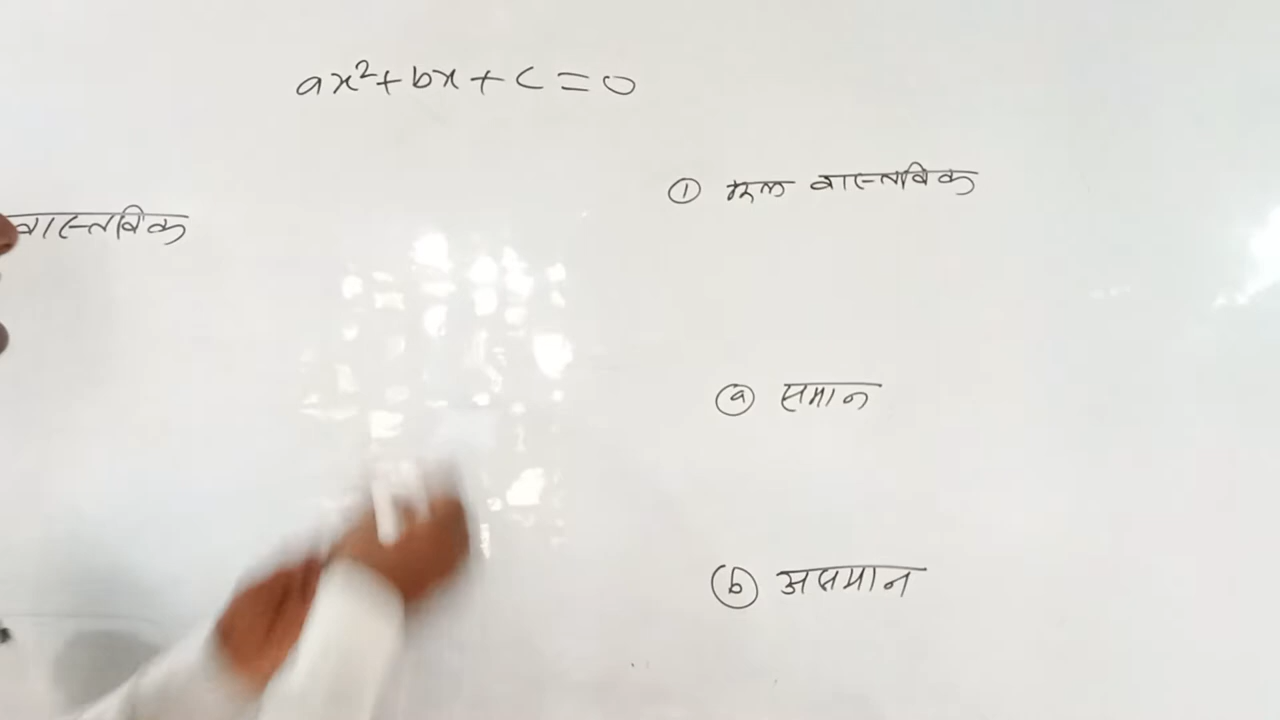 ax²+bx+c=0
① मूल वास्तविक
वास्तविक
ⓐ समान
ⓑ असमान